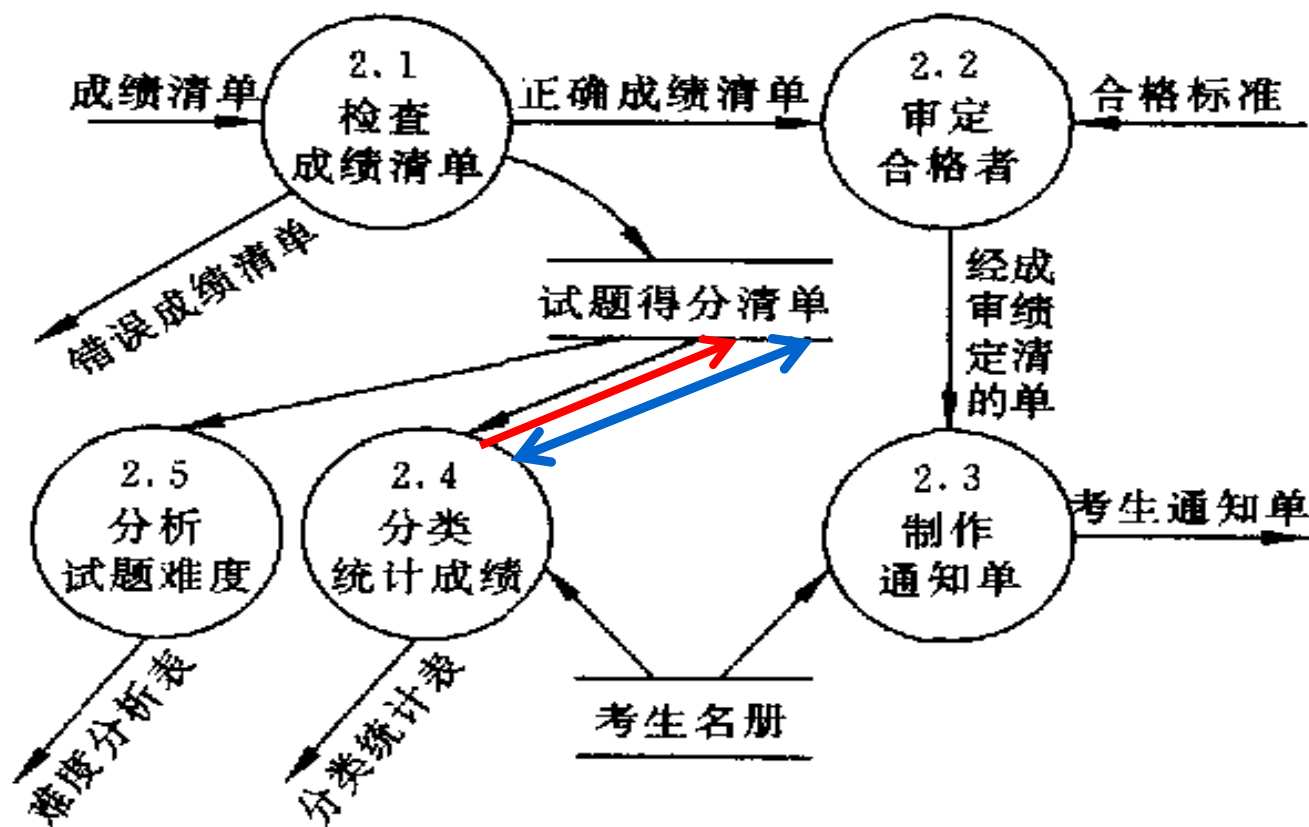 成绩清单
2.1
检查
成绩清单
正确成绩清单
2.2
审定
合格者
合格标准
错误成绩清单
试题得分清单
经审定的
成绩清单
2.5
分析
试题难度
2.4
分类
统计成绩
2.3
制作
通知单
考生通知单
难度分析表
分类统计表
考生名册